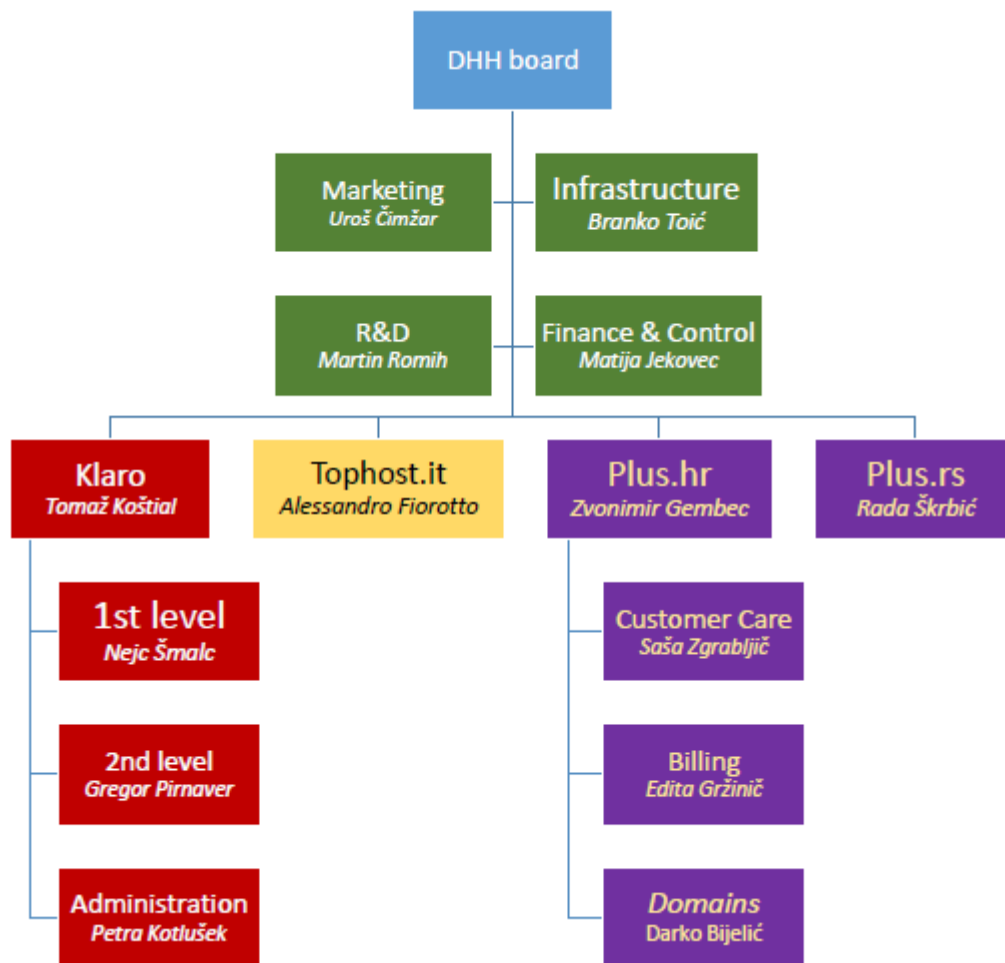 DHH board
Marketing
Uroš Čimžar
Infrastructure
Branko Toić
R&D
Martin Romih
Finance & Control
Matija Jekovec
Klaro
Tomaž Koštial
Tophost.it
Alessandro Fiorotto
Plus.hr
Zvonimir Gembec
Plus.rs
Rada Škrbić
1st level
Nejc Šmalc
Customer Care
Saša Zgrabljič
2nd level
Gregor Pirnaver
Billing
Edita Gržinič
Administration
Petra Kotlušek
Domains
Darko Bijelić